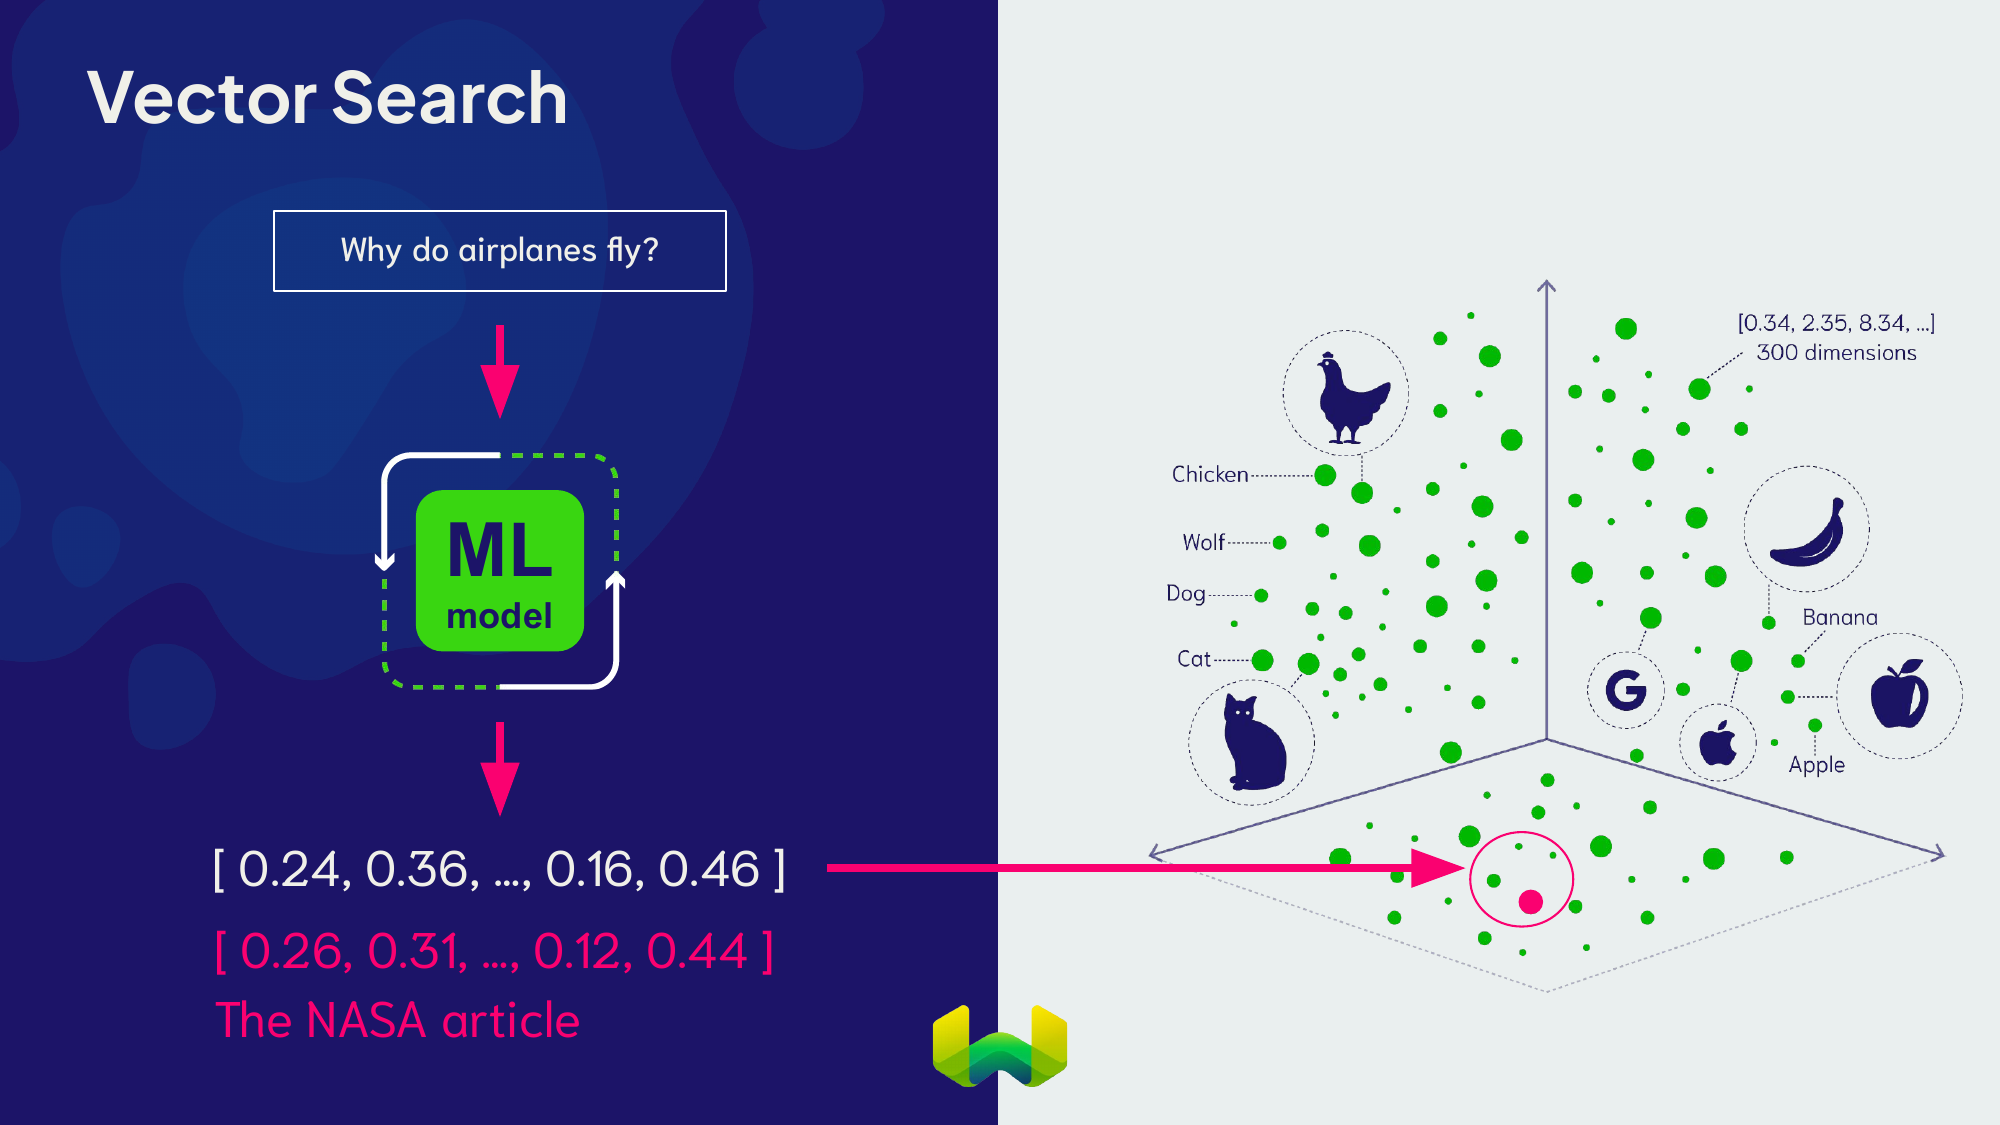 Vector Search
Why do airplanes fly?
ML
model
[ 0.24, 0.36, ..., 0.16, 0.46 ]
[ 0.26, 0.31, ..., 0.12, 0.44 ]
The NASA article
[0.34, 2.35, 8.34, ...]
300 dimensions
Chicken
Wolf
Dog
Cat
Banana
G
Apple